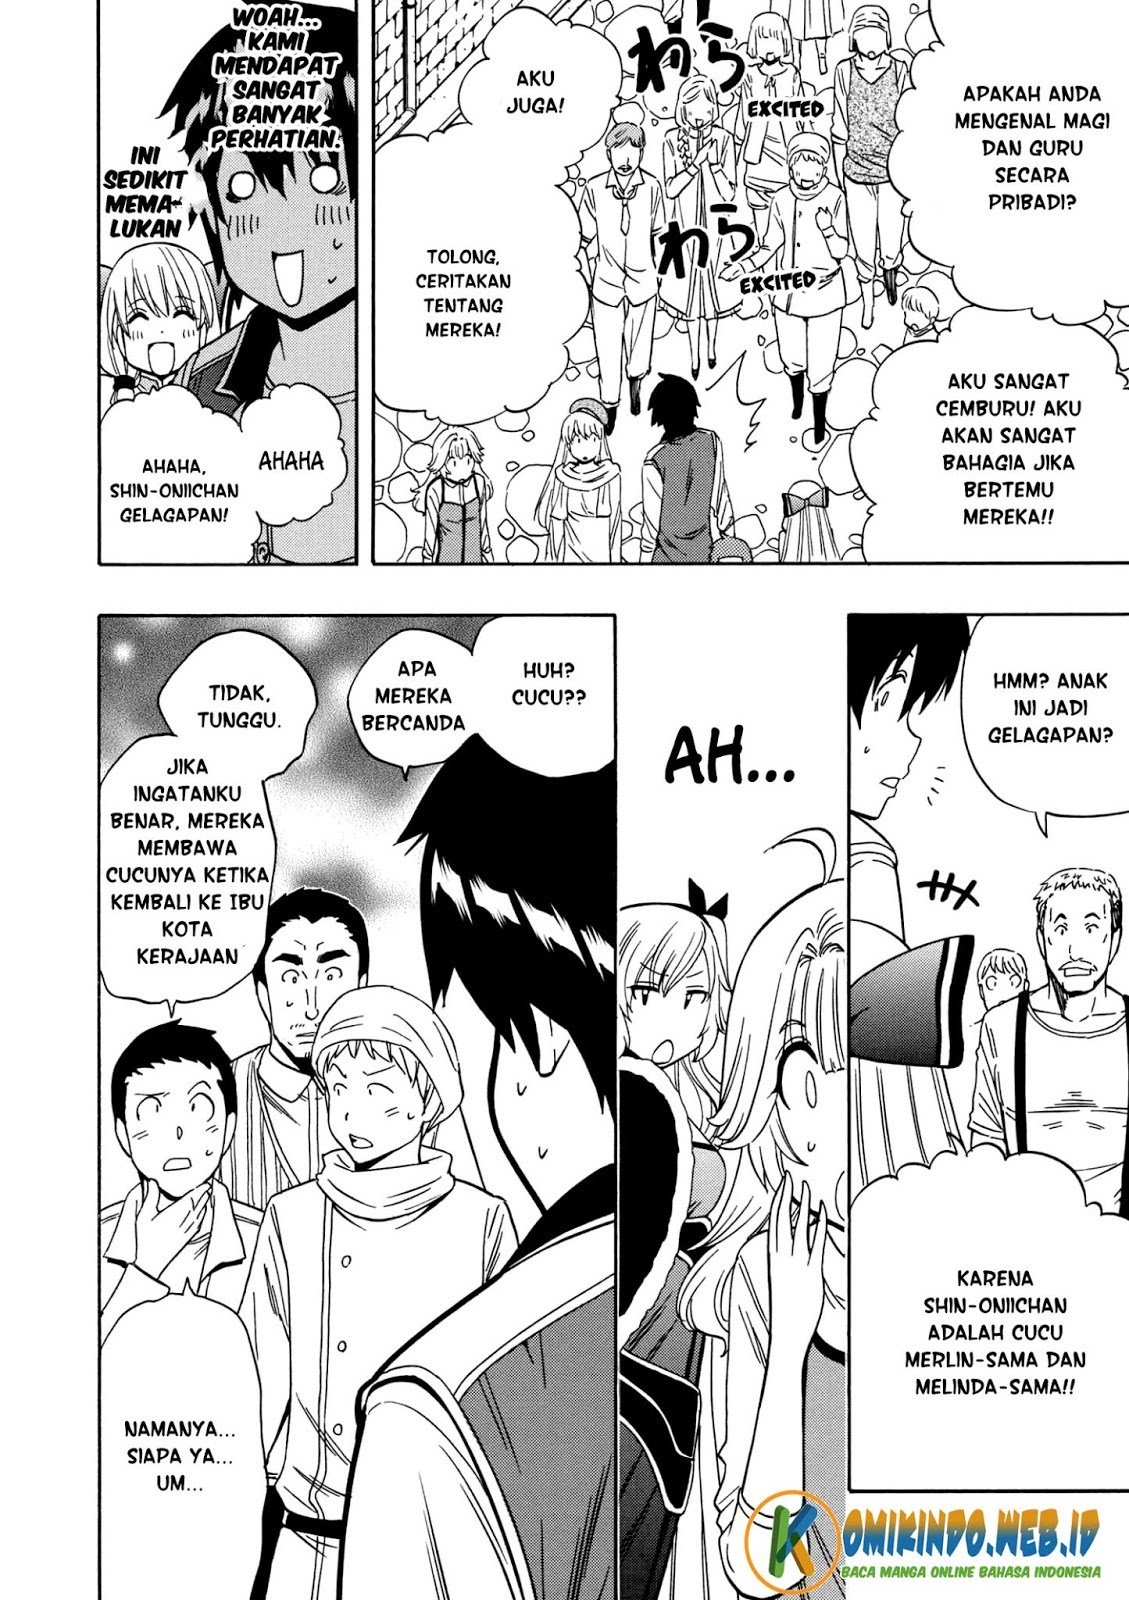 APAKAH ANDA
MENGENAL MAGI
DAN GURU
SECARA
PRIBADI?
わら
EXCITED
AKU
JUGA!
わら
EXCITED
TOLONG,
CERITAKAN
TENTANG
MEREKA!
AKU SANGAT
CEMBURU! AKU
AKAN SANGAT
BAHAGIA JIKA
BERTEMU
MEREKA!!
WOAH...
KAMI
MENDAPAT
SANGAT
BANYAK
PERHATIAN.
INI
SEDIKIT
MEMA-
LUKAN
AHAHA
AHAHA,
SHIN-ONIICHAN
GELAGAPAN!
HMM? ANAK
INI JADI
GELAGAPAN?
KARENA
SHIN-ONIICHAN
ADALAH CUCU
MERLIN-SAMA DAN
MELINDA-SAMA!!
AH...
HUH?
CUCU??
APA
MEREKA
BERCANDA
TIDAK,
TUNGGU.
JIKA
INGATANKU
BENAR, MEREKA
MEMBAWA
CUCUNYA KETIKA
KEMBALI KE IBU
KOTA
KERAJAAN
NAMANYA...
SIAPA YA...
UM...
KOMIKINDO.WEB.ID
BACA MANGA ONLINE BAHASA INDONESIA